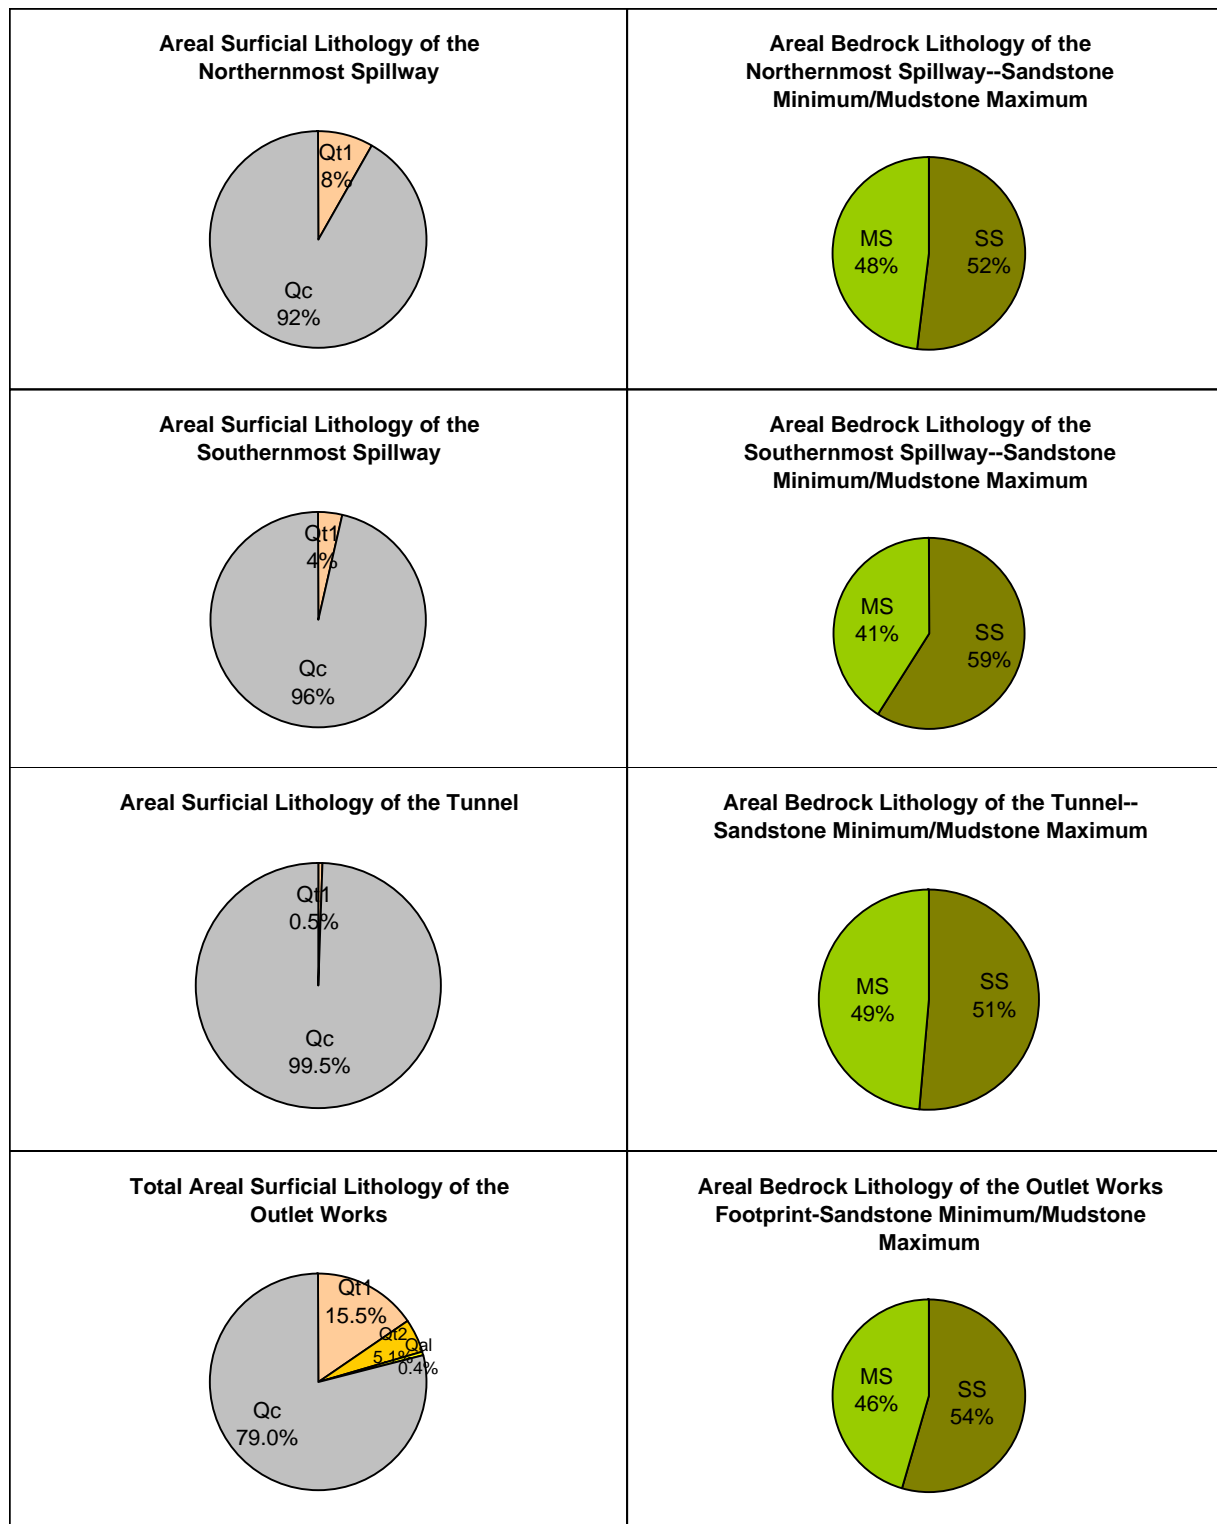 Areal Surficial Lithology of the
Northernmost Spillway
Qt1
8%
Qc
92%
Areal Bedrock Lithology of the
Northernmost Spillway--Sandstone
Minimum/Mudstone Maximum
MS
48%
SS
52%
Areal Surficial Lithology of the
Southernmost Spillway
Qt1
4%
Qc
96%
Areal Bedrock Lithology of the
Southernmost Spillway--Sandstone
Minimum/Mudstone Maximum
MS
41%
SS
59%
Areal Surficial Lithology of the Tunnel
Qt1
0.5%
Qc
99.5%
Areal Bedrock Lithology of the Tunnel--
Sandstone Minimum/Mudstone Maximum
MS
49%
SS
51%
Total Areal Surficial Lithology of the
Outlet Works
Qt1
15.5%
Qt2
5.1%
Qal
0.4%
Qc
79.0%
Areal Bedrock Lithology of the Outlet Works
Footprint-Sandstone Minimum/Mudstone
Maximum
MS
46%
SS
54%